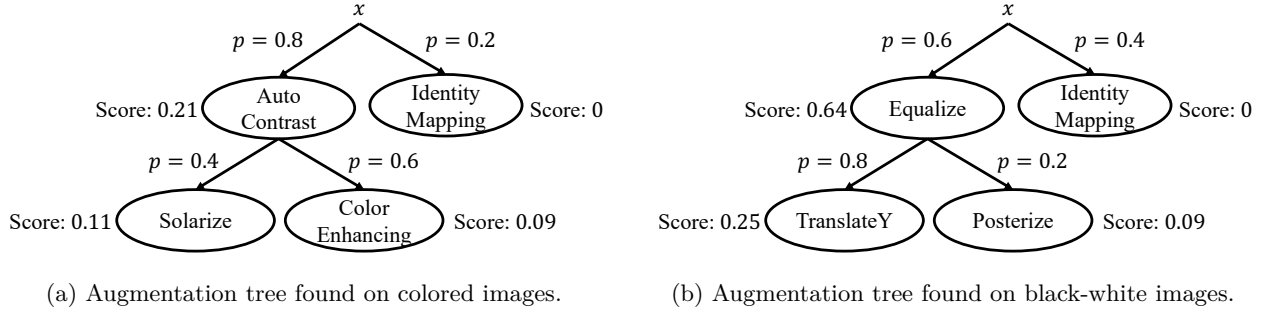 x
p = 0.8
p = 0.2
Score: 0.21
Auto
Contrast
Identity
Mapping
Score: 0
p = 0.4
p = 0.6
Score: 0.11
Solarize
Color
Enhancing
Score: 0.09
(a) Augmentation tree found on colored images.
x
p = 0.6
p = 0.4
Score: 0.64
Equalize
Identity
Mapping
Score: 0
p = 0.8
p = 0.2
Score: 0.25
TranslateY
Posterize
Score: 0.09
(b) Augmentation tree found on black-white images.